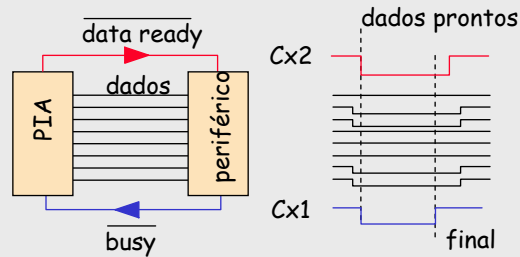 data ready
dados prontos
Cx2
dados
PIA
periférico
Cx1
busy
final